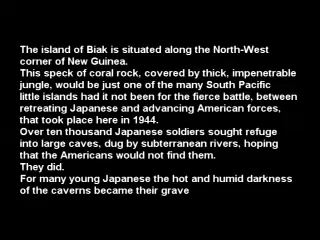 The island of Biak is situated along the North-West
corner of New Guinea.
This speck of coral rock, covered by thick, impenetrable
jungle, would be just one of the many South Pacific
little islands had it not been for the fierce battle, between
retreating Japanese and advancing American forces,
that took place here in 1944.
Over ten thousand Japanese soldiers sought refuge
into large caves, dug by subterranean rivers, hoping
that the Americans would not find them.
They did.
For many young Japanese the hot and humid darkness
of the caverns became their grave